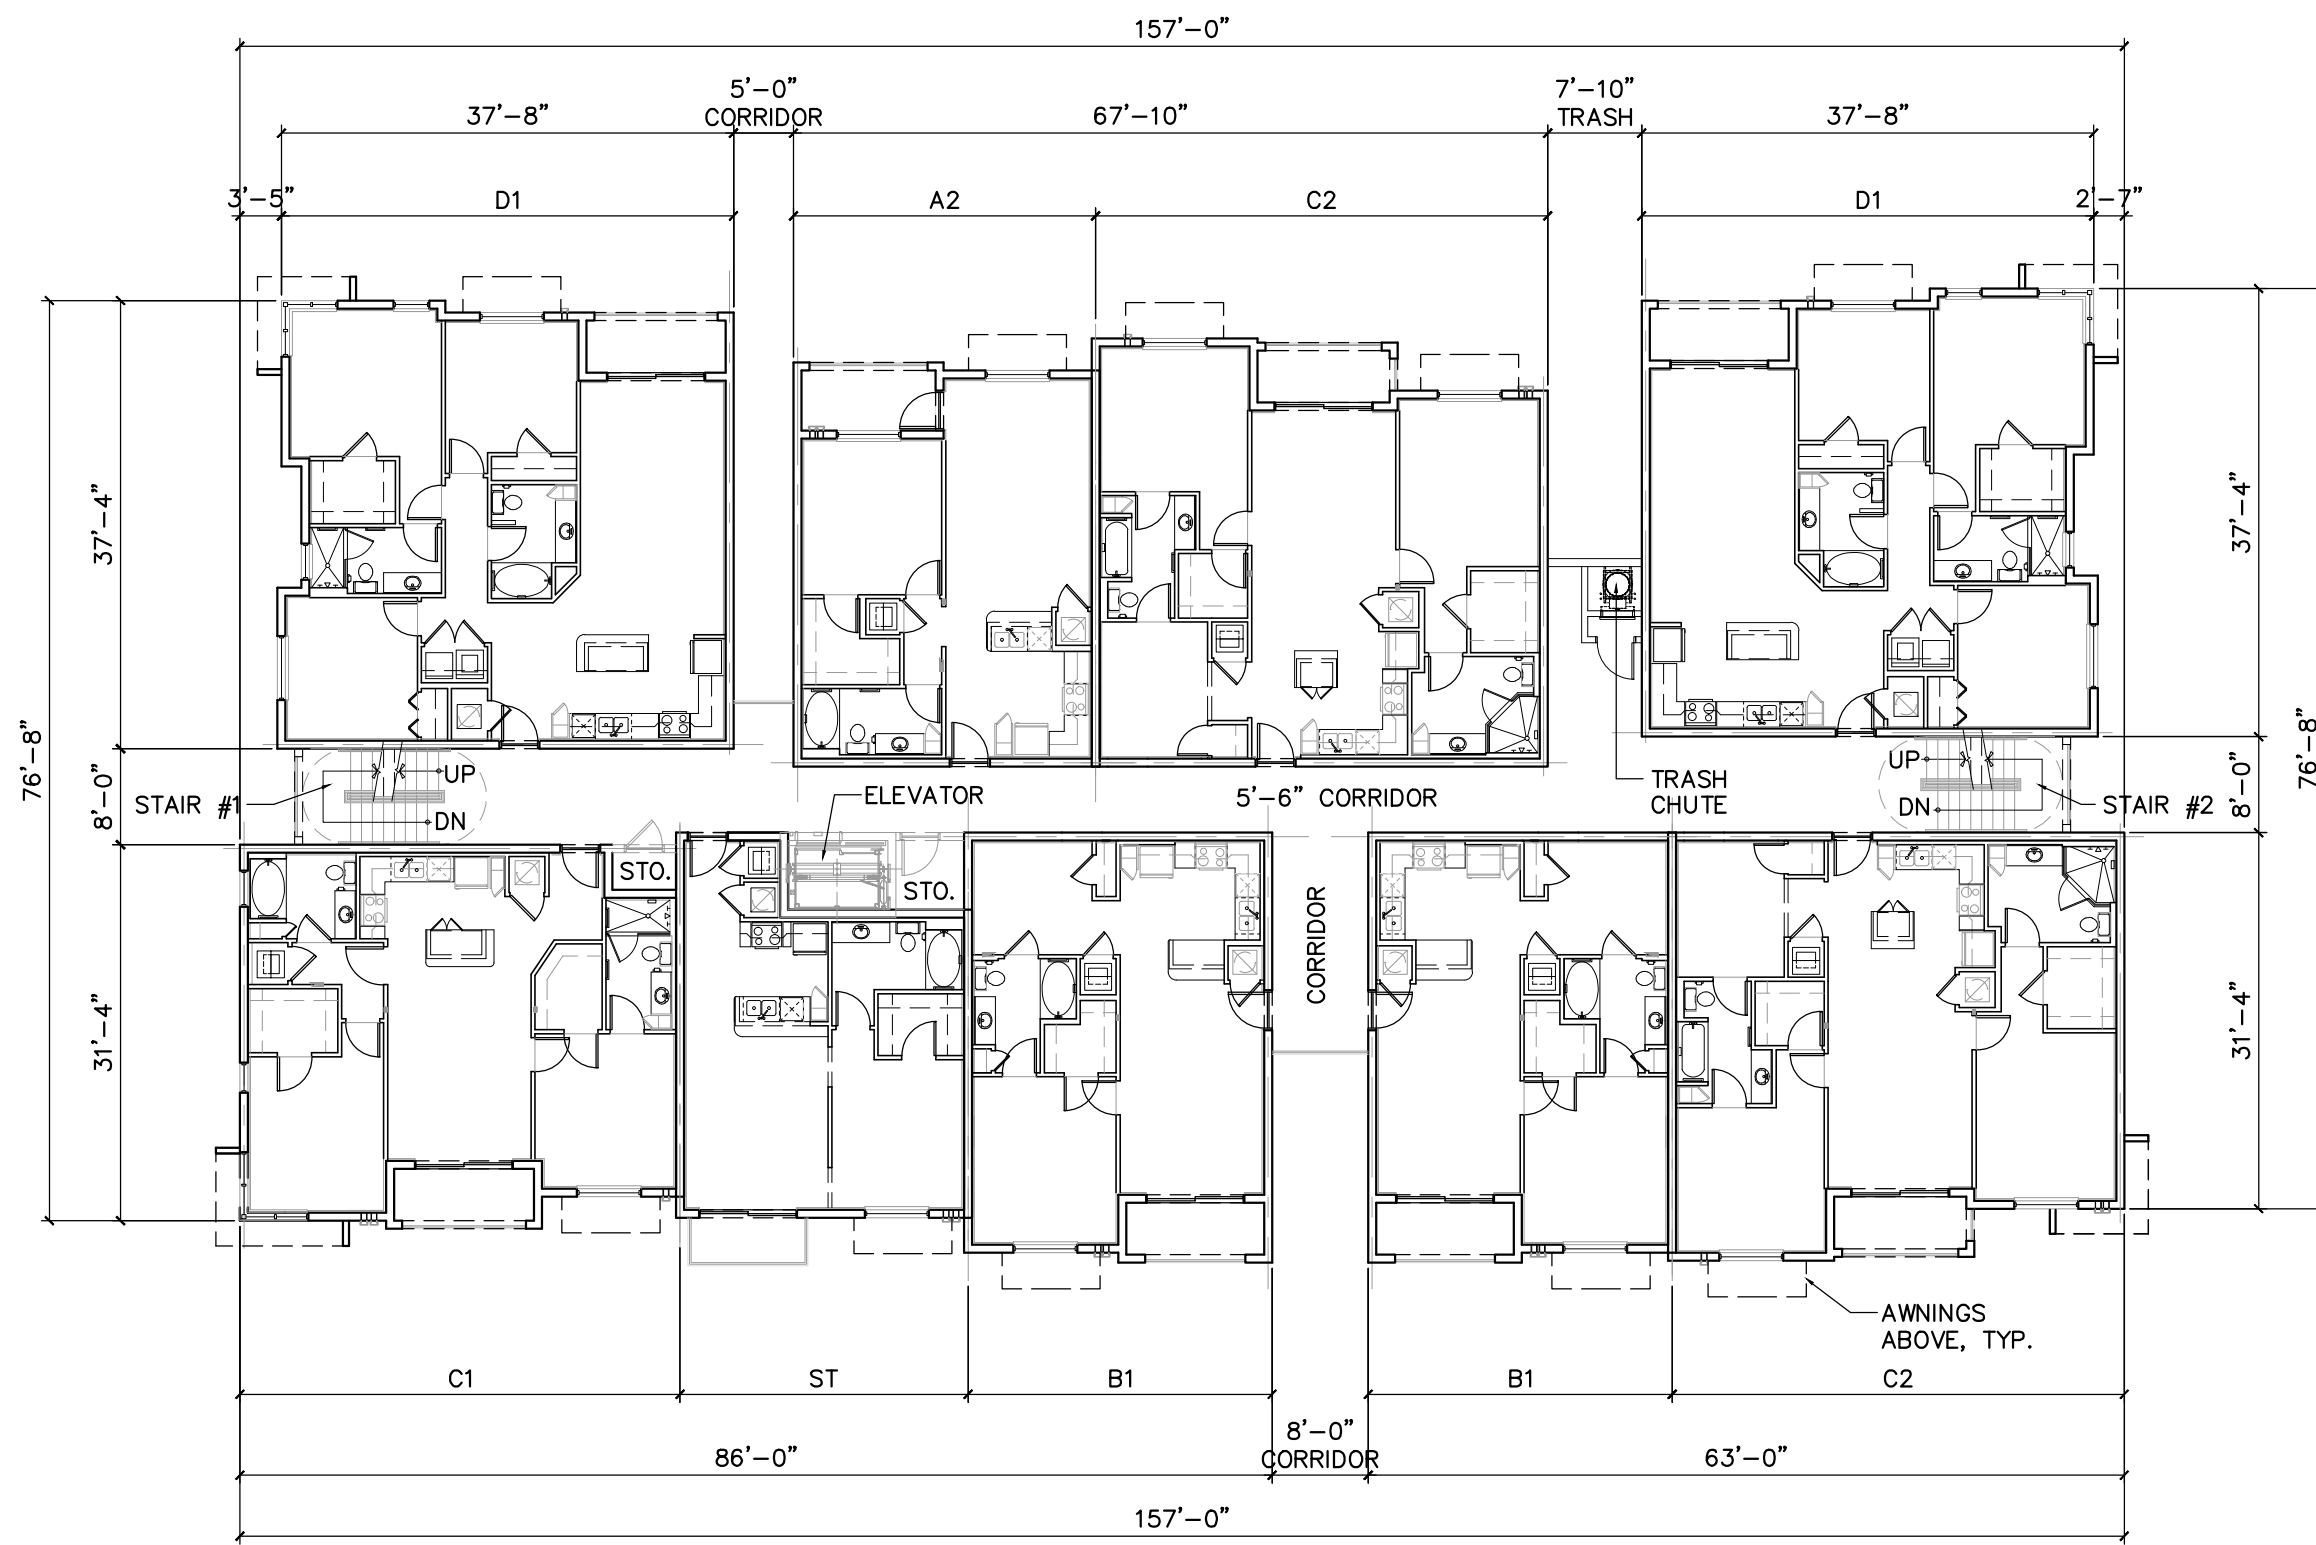 157'-0"
5'-0"
7'-10"
37'-8"
CORRIDOR
67'-10"
TRASH
37'-8"
3'-5"
D1
A2
C2
D1
2'-7"
37'-4"
37'-4"
76'-8"
76'-8"
8'-0"
8'-0"
UP
UP
STAIR #1
DN
ELEVATOR
5'-6" CORRIDOR
TRASH
CHUTE
DN
STAIR #2
STO.
STO.
CORRIDOR
31'-4"
31'-4"
AWNINGS
ABOVE, TYP.
C1
ST
B1
B1
C2
86'-0"
8'-0"
CORRIDOR
63'-0"
157'-0"